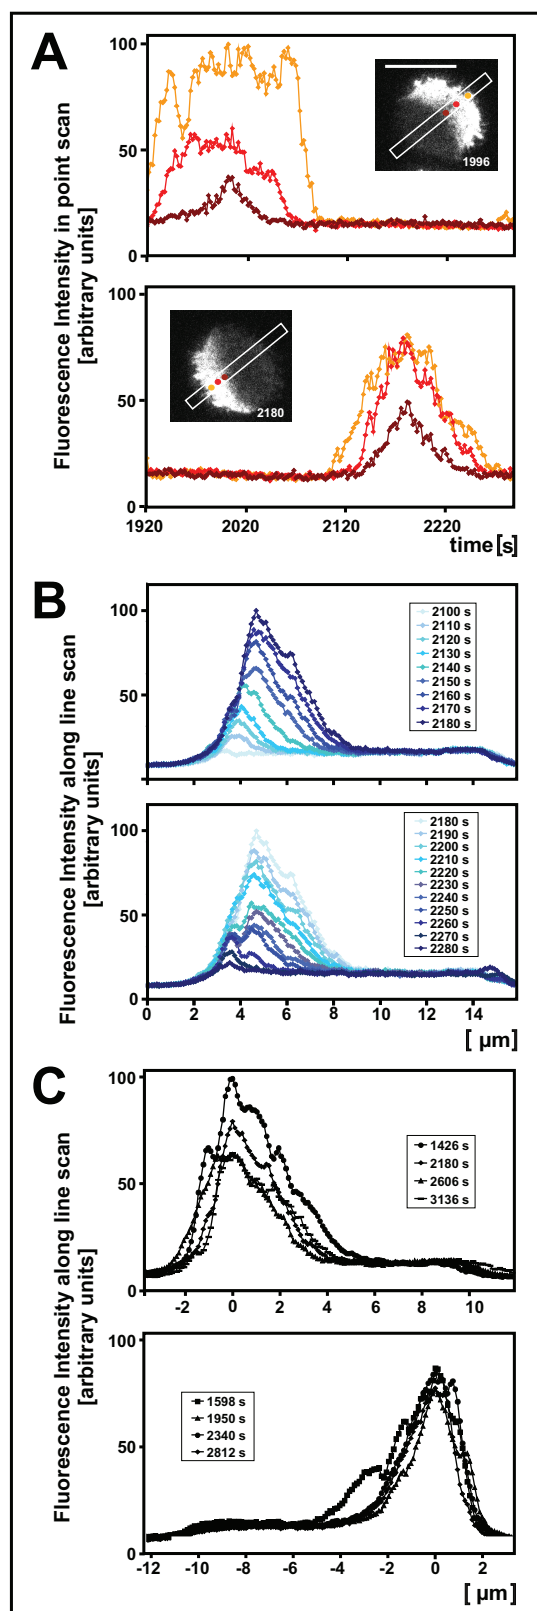 A
Fluorescence Intensity in point scan
[arbitrary units]
100
50
0
1996
100
50
0
2180
1920
2020
2120
2220
time[s]
B
Fluorescence Intensity along line scan
[arbitrary units]
100
50
2100 s
2110 s
2120 s
2130 s
2140 s
2150 s
2160 s
2170 s
2180 s
100
50
0
2180 s
2190 s
2200 s
2210 s
2220 s
2230 s
2240 s
2250 s
2260 s
2270 s
2280 s
0 2 4 6 8 10 12 14
[ µm]
C
Fluorescence Intensity along line scan
[arbitrary units]
100
50
0
1426 s
2180 s
2606 s
3136 s
-2 0 2 4 6 8 10
100
50
0
1598 s
1950 s
2340 s
2812 s
-12 -10 -8 -6 -4 -2 0 2
[ µm]